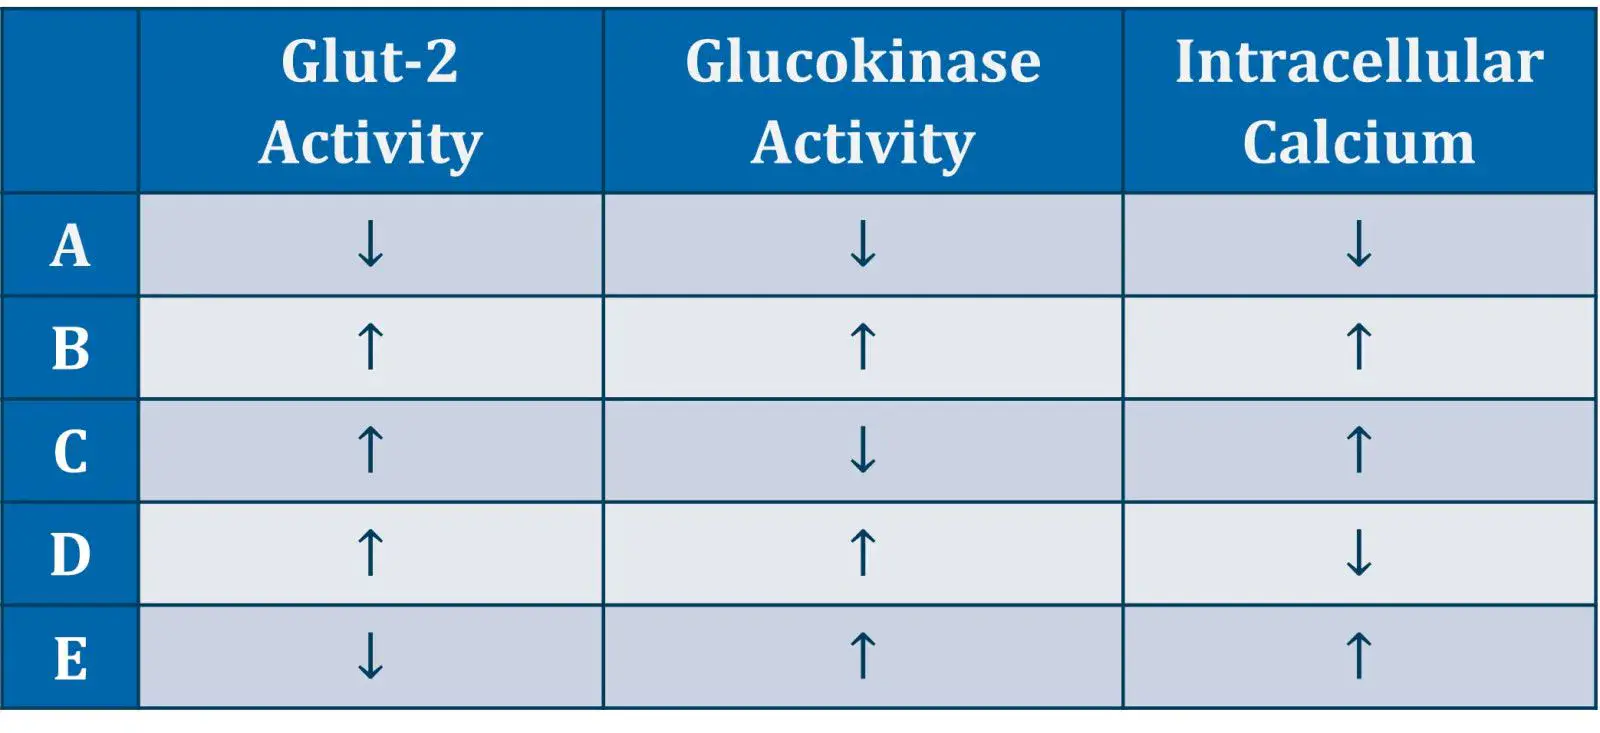 Glut-2 Activity Glucokinase Activity Intracellular Calcium
A ↓ ↓ ↓
B ↑ ↑ ↑
C ↑ ↓ ↑
D ↑ ↑ ↓
E ↓ ↑ ↑